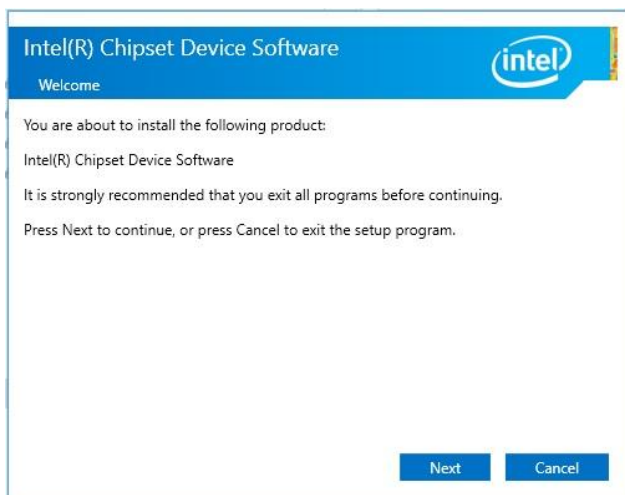 Intel(R) Chipset Device Software
intel
Welcome
You are about to install the following product:
Intel(R) Chipset Device Software
It is strongly recommended that you exit all programs before continuing.
Press Next to continue, or press Cancel to exit the setup program.
Next
Cancel